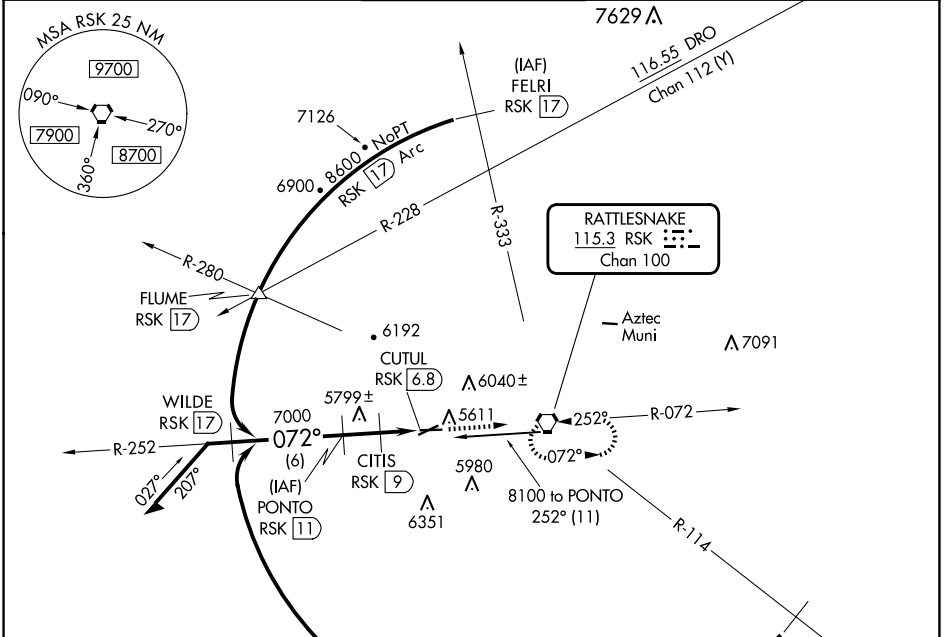 MSA RSK 25 NM
9700
090°
270°
7900
8700
360°
7629
116.55 DRO
Chan 112 (Y)
(IAF)
FELRI
RSK 17
7126
8600 NoPT
RSK 17 Arc
6900
R-228
R-333
RATTLESNAKE
115.3 RSK
Chan 100
R-280
FLUME
RSK 17
6192
Aztec
Muni
7091
CUTUL
RSK 6.8
6040±
5799±
5611
WILDE
RSK 17
7000
072°
(6)
252°
R-072
R-252
072°
027°
207°
(IAF)
PONTO
RSK 11
CITIS
RSK 9
5980
6351
8100 to PONTO
252° (11)
R-114